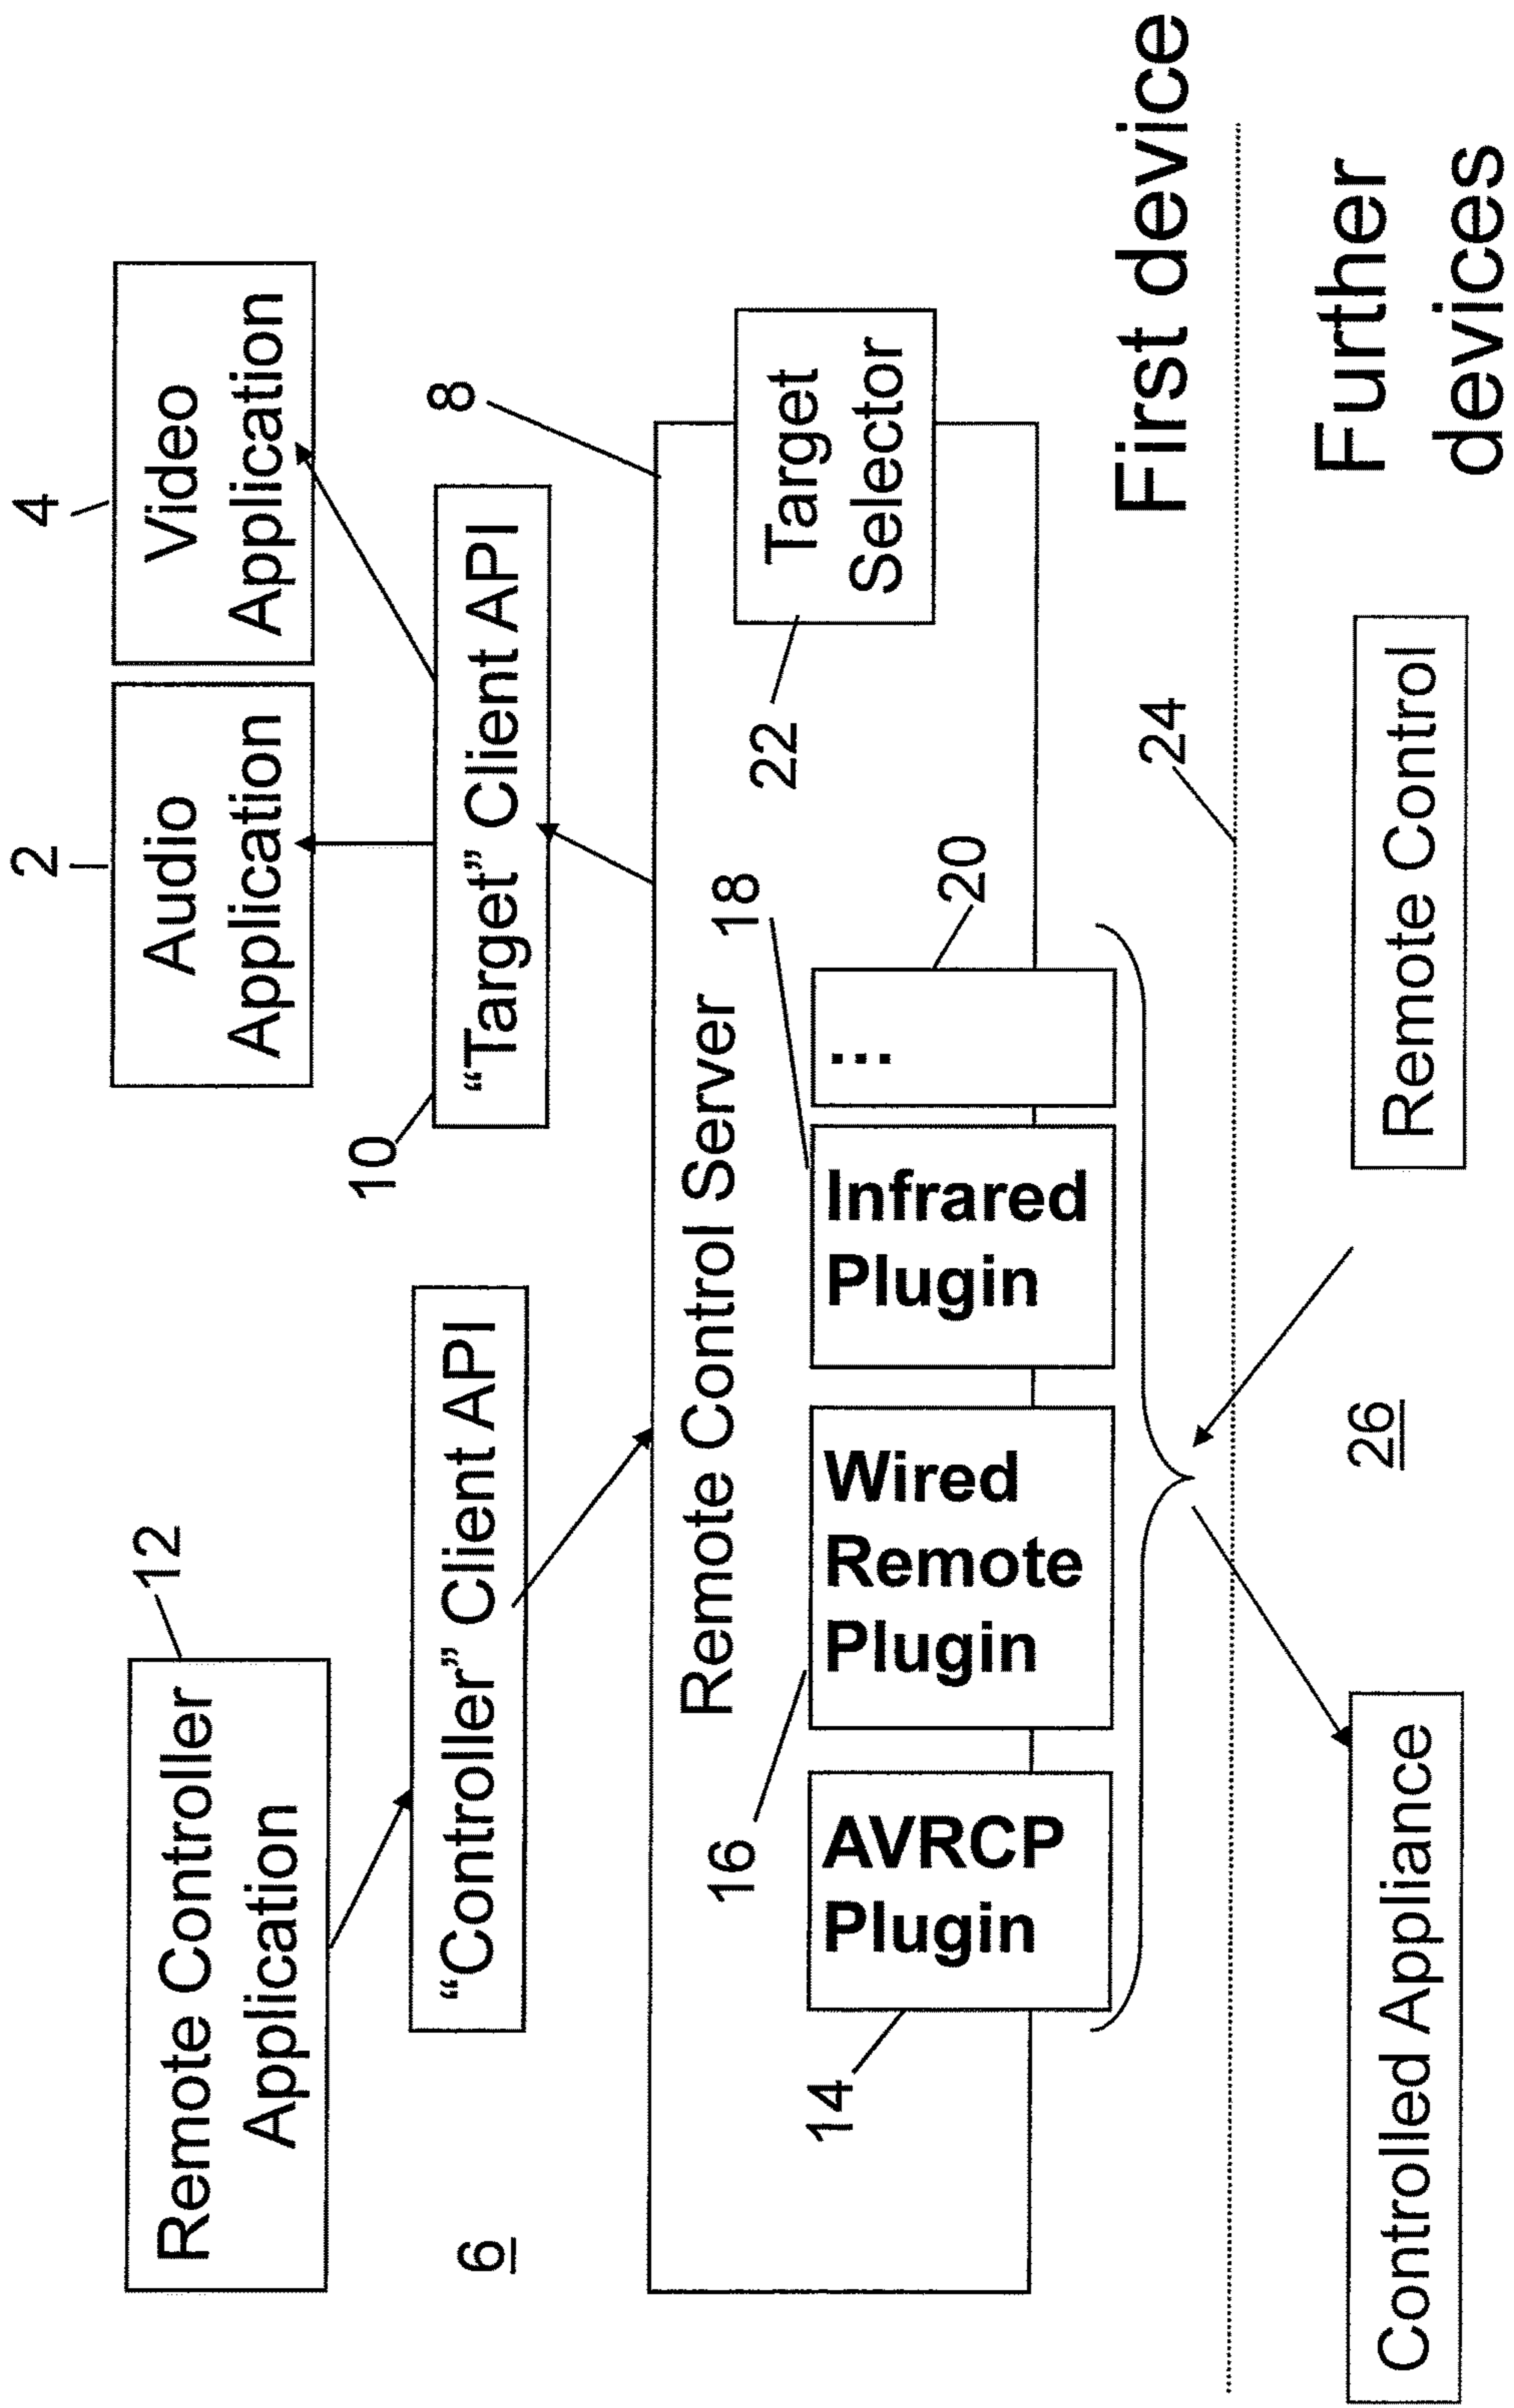 2
4
Audio
Application
Video
Application
12
Remote Controller
Application
10
8
“Controller” Client API
“Target” Client API
6
Remote Control Server
18
20
22
Target
Selector
14
AVRCP
Plugin
16
Wired
Remote
Plugin
Infrared
Plugin
...
First device
24
Further
devices
26
Controlled Appliance
Remote Control